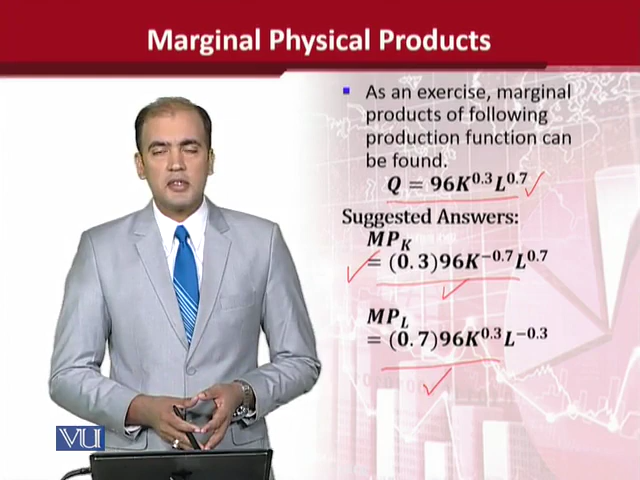 Marginal Physical Products
As an exercise, marginal
products of following
production function can
be found.
Q = 96K^0.3 L^0.7
Suggested Answers:
MP_K
= (0.3)96K^−0.7 L^0.7
MP_L
= (0.7)96K^0.3 L^−0.3
VU